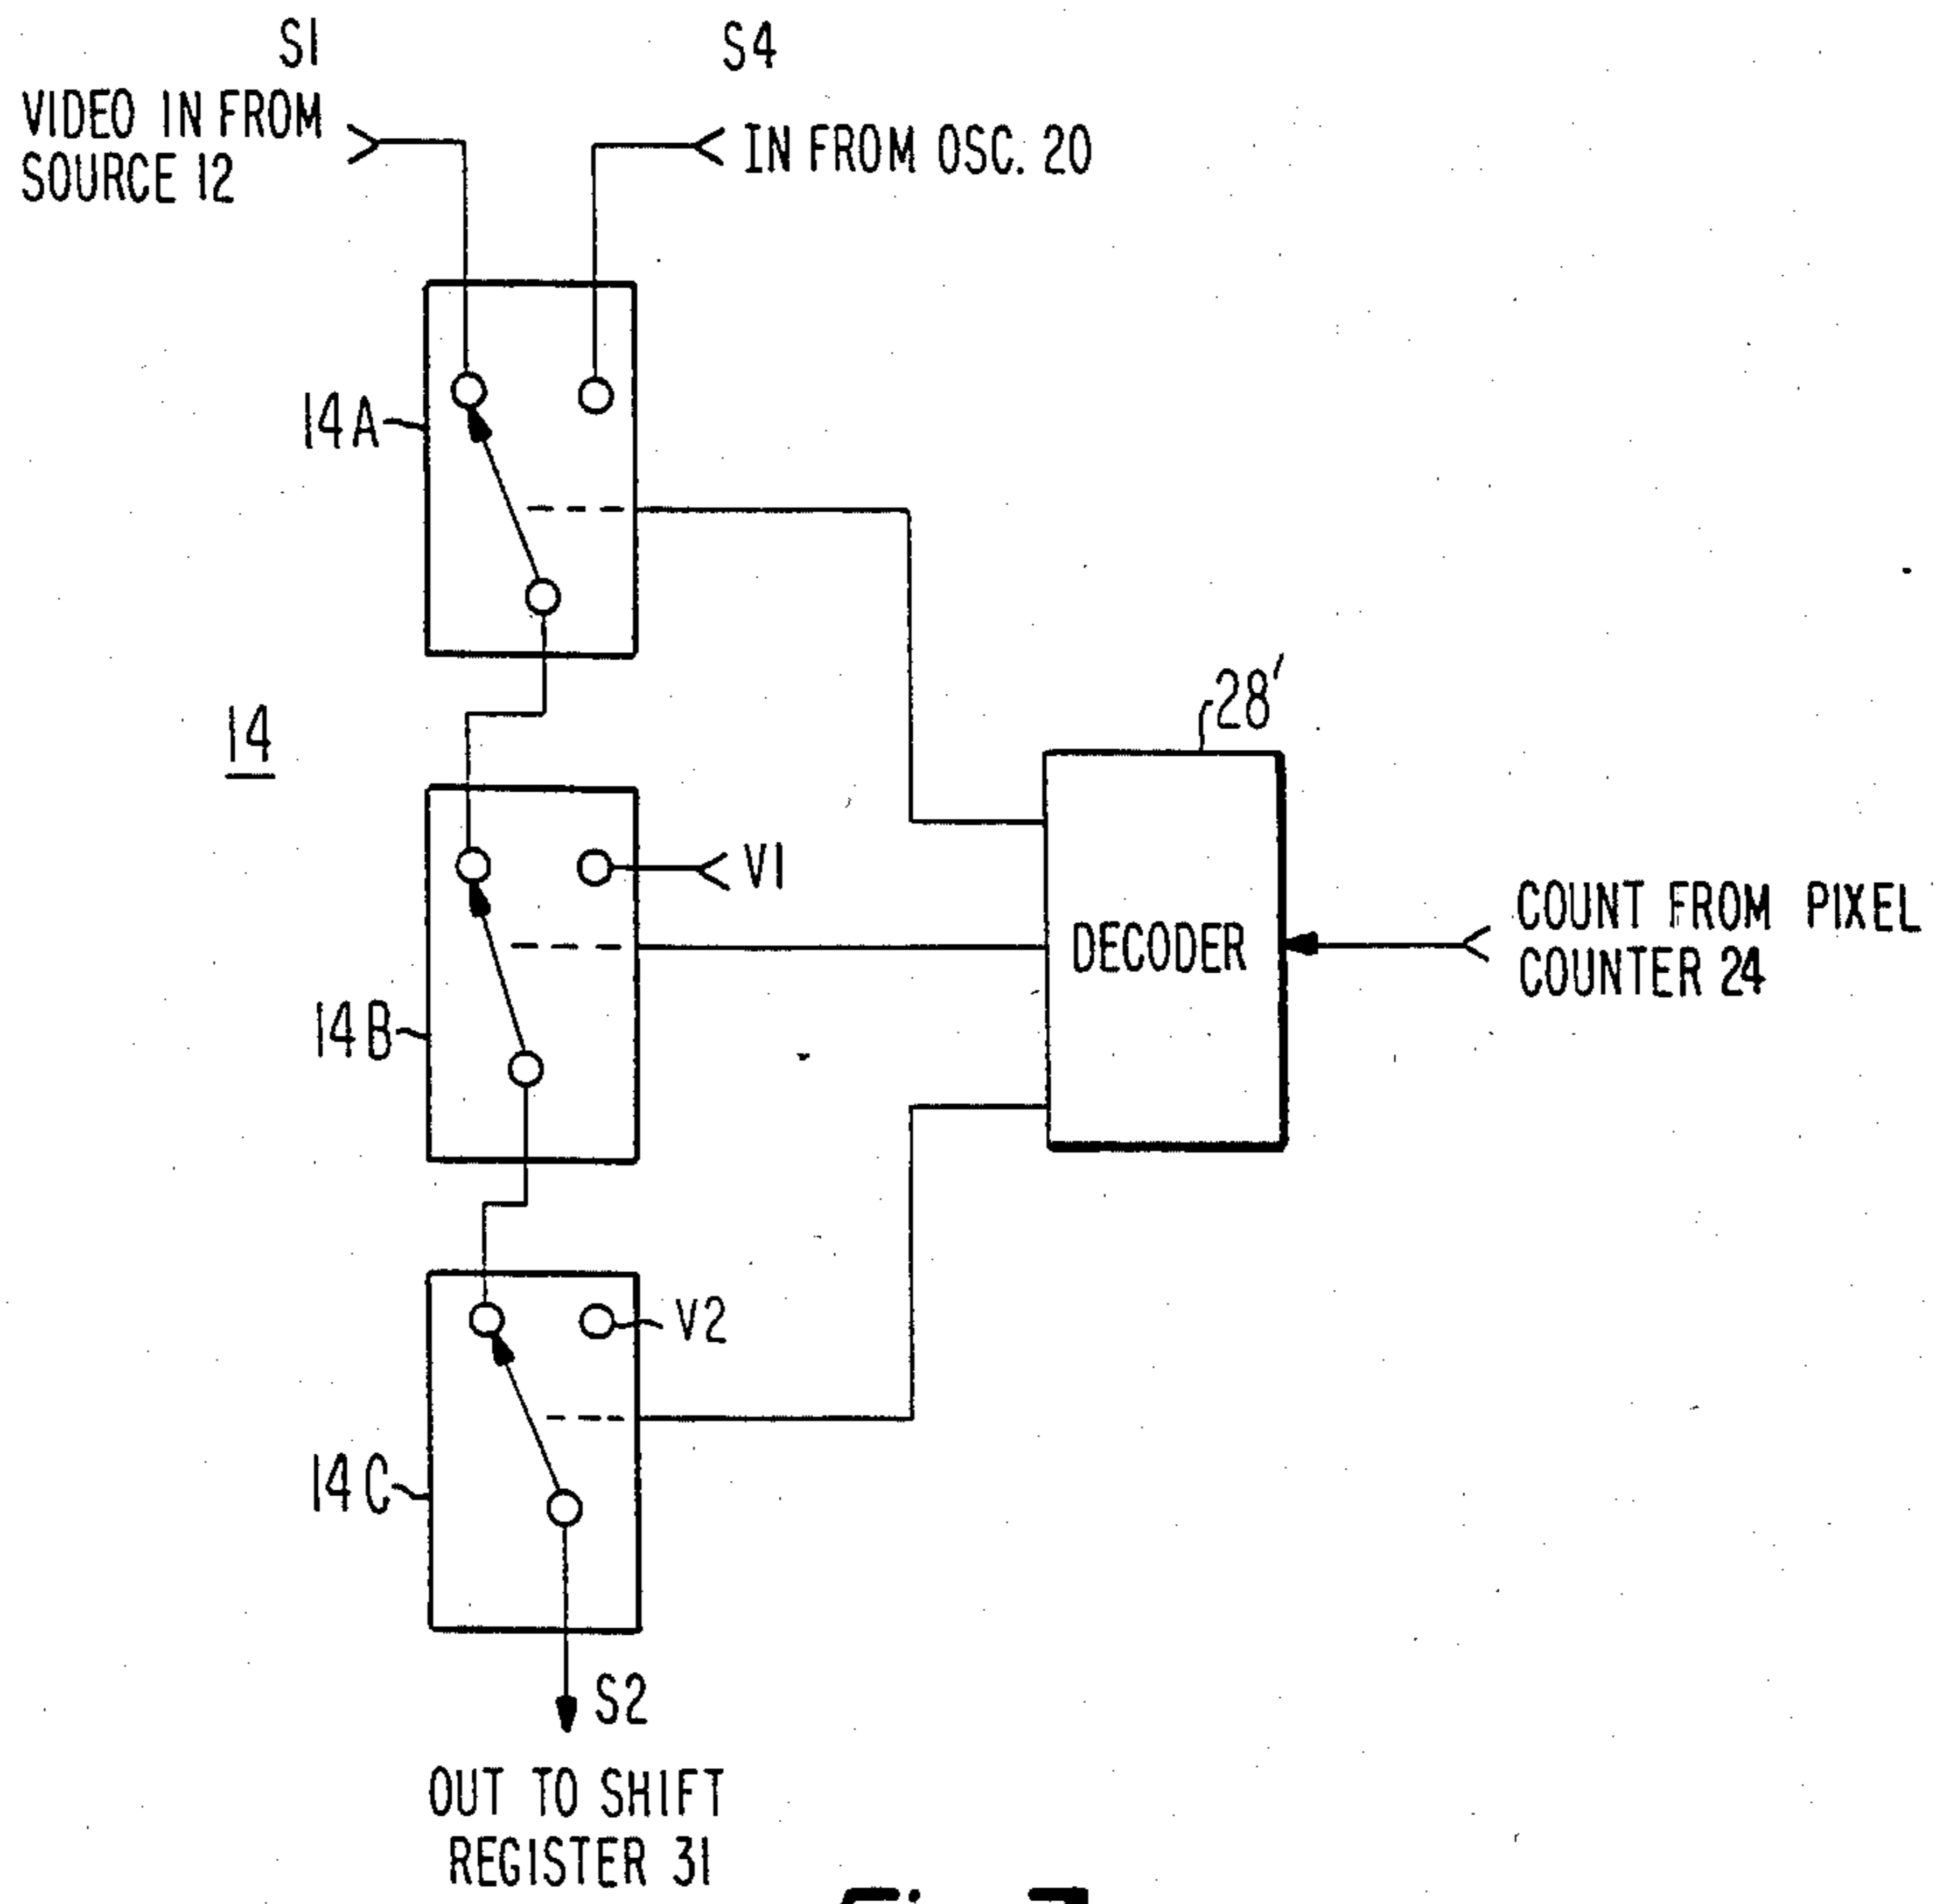 S1
VIDEO IN FROM
SOURCE 12
S4
IN FROM OSC. 20
14A
14
28'
V1
DECODER
COUNT FROM PIXEL
COUNTER 24
14B
V2
14C
S2
OUT TO SHIFT
REGISTER 31